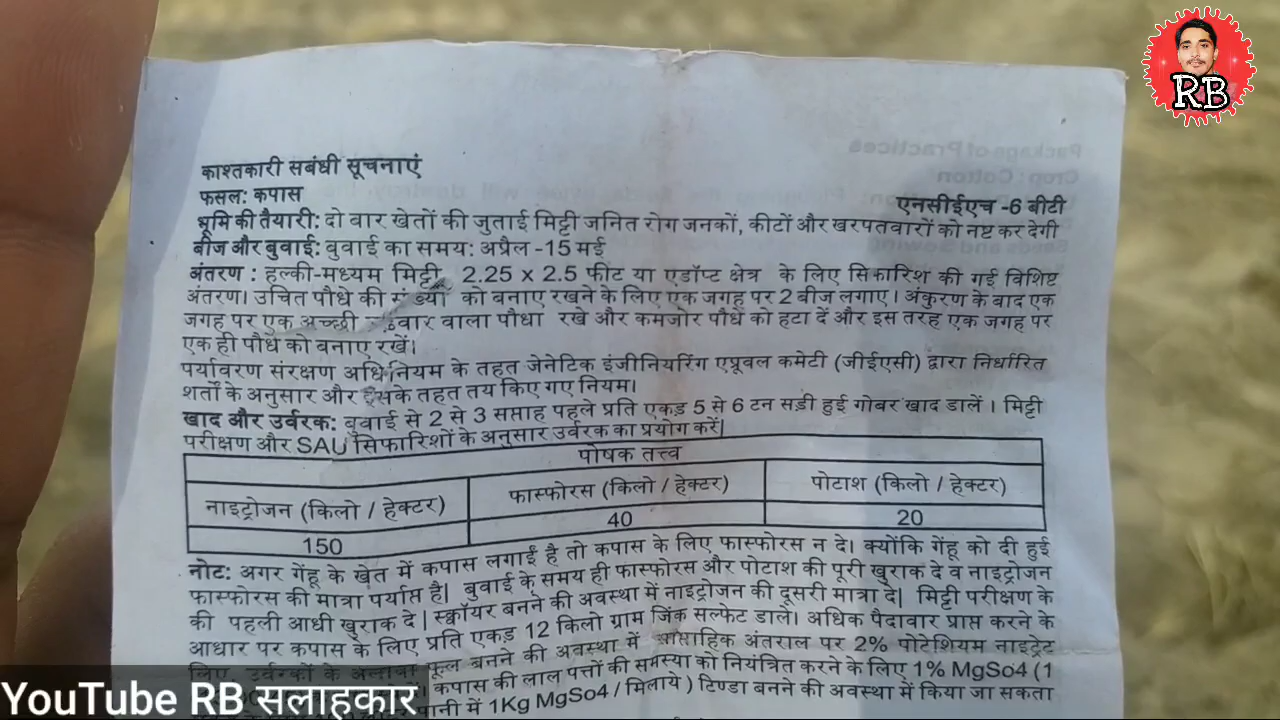 RB
काश्तकारी सबंधी सूचनाएं
फसल: कपास
एनसीईएच -6 बीटी
भूमि की तैयारी: दो बार खेतों की जुताई मिट्टी जनित रोग जनकों, कीटों और खरपतवारों को नष्ट कर देगी
बीज और बुवाई: बुवाई का समय: अप्रैल -15 मई
अंतरण : हल्की-मध्यम मिट्टी 2.25 x 2.5 फीट या एडॉप्ट क्षेत्र के लिए सिफारिश की गई विशिष्ट
अंतरण। उचित पौधे की को बनाए रखने के लिए एक जगह पर 2 बीज लगाए। अंकुरण के बाद एक
जगह पर एक अच्छी वाला पौधा रखे और कमजोर पौधे को हटा दें और इस तरह एक जगह पर
एक ही पौधे को बनाए रखें।
पर्यावरण संरक्षण अधिनियम के तहत जेनेटिक इंजीनियरिंग एप्रूवल कमेटी (जीईएसी) द्वारा निर्धारित
शर्तों के अनुसार और इसके तहत तय किए गए नियम।
खाद और उर्वरक: बुवाई से 2 से 3 सप्ताह पहले प्रति एकड़ 5 से 6 टन सड़ी हुई गोबर खाद डालें । मिट्टी
परीक्षण और SAU सिफारिशों के अनुसार उर्वरक का प्रयोग करें|
पोषक तत्त्व
नाइट्रोजन (किलो / हेक्टर) फास्फोरस (किलो / हेक्टर) पोटाश (किलो / हेक्टर)
150 40 20
नोट: अगर गेंहू के खेत में कपास लगाई है तो कपास के लिए फास्फोरस न दे। क्योंकि गेंहू को दी हुई
फास्फोरस की मात्रा पर्याप्त है| बुवाई के समय ही फास्फोरस और पोटाश की पूरी खुराक दे व नाइट्रोजन
की पहली आधी खुराक दे | स्क्वॉयर बनने की अवस्था में नाइट्रोजन की दूसरी मात्रा दे| मिट्टी परीक्षण के
आधार पर कपास के लिए प्रति एकड़ 12 किलो ग्राम जिंक सल्फेट डाले। अधिक पैदावार प्राप्त करने के
लिए, उर्वरकों के अलावा फूल बनने की अवस्था में साप्ताहिक अंतराल पर 2% पोटेशियम नाइट्रेट
कपास की लाल पत्तों की समस्या को नियंत्रित करने के लिए 1% MgSo4 (1
पानी में 1Kg MgSo4 / मिलाये ) टिण्डा बनने की अवस्था में किया जा सकता
YouTube RB सलाहकार